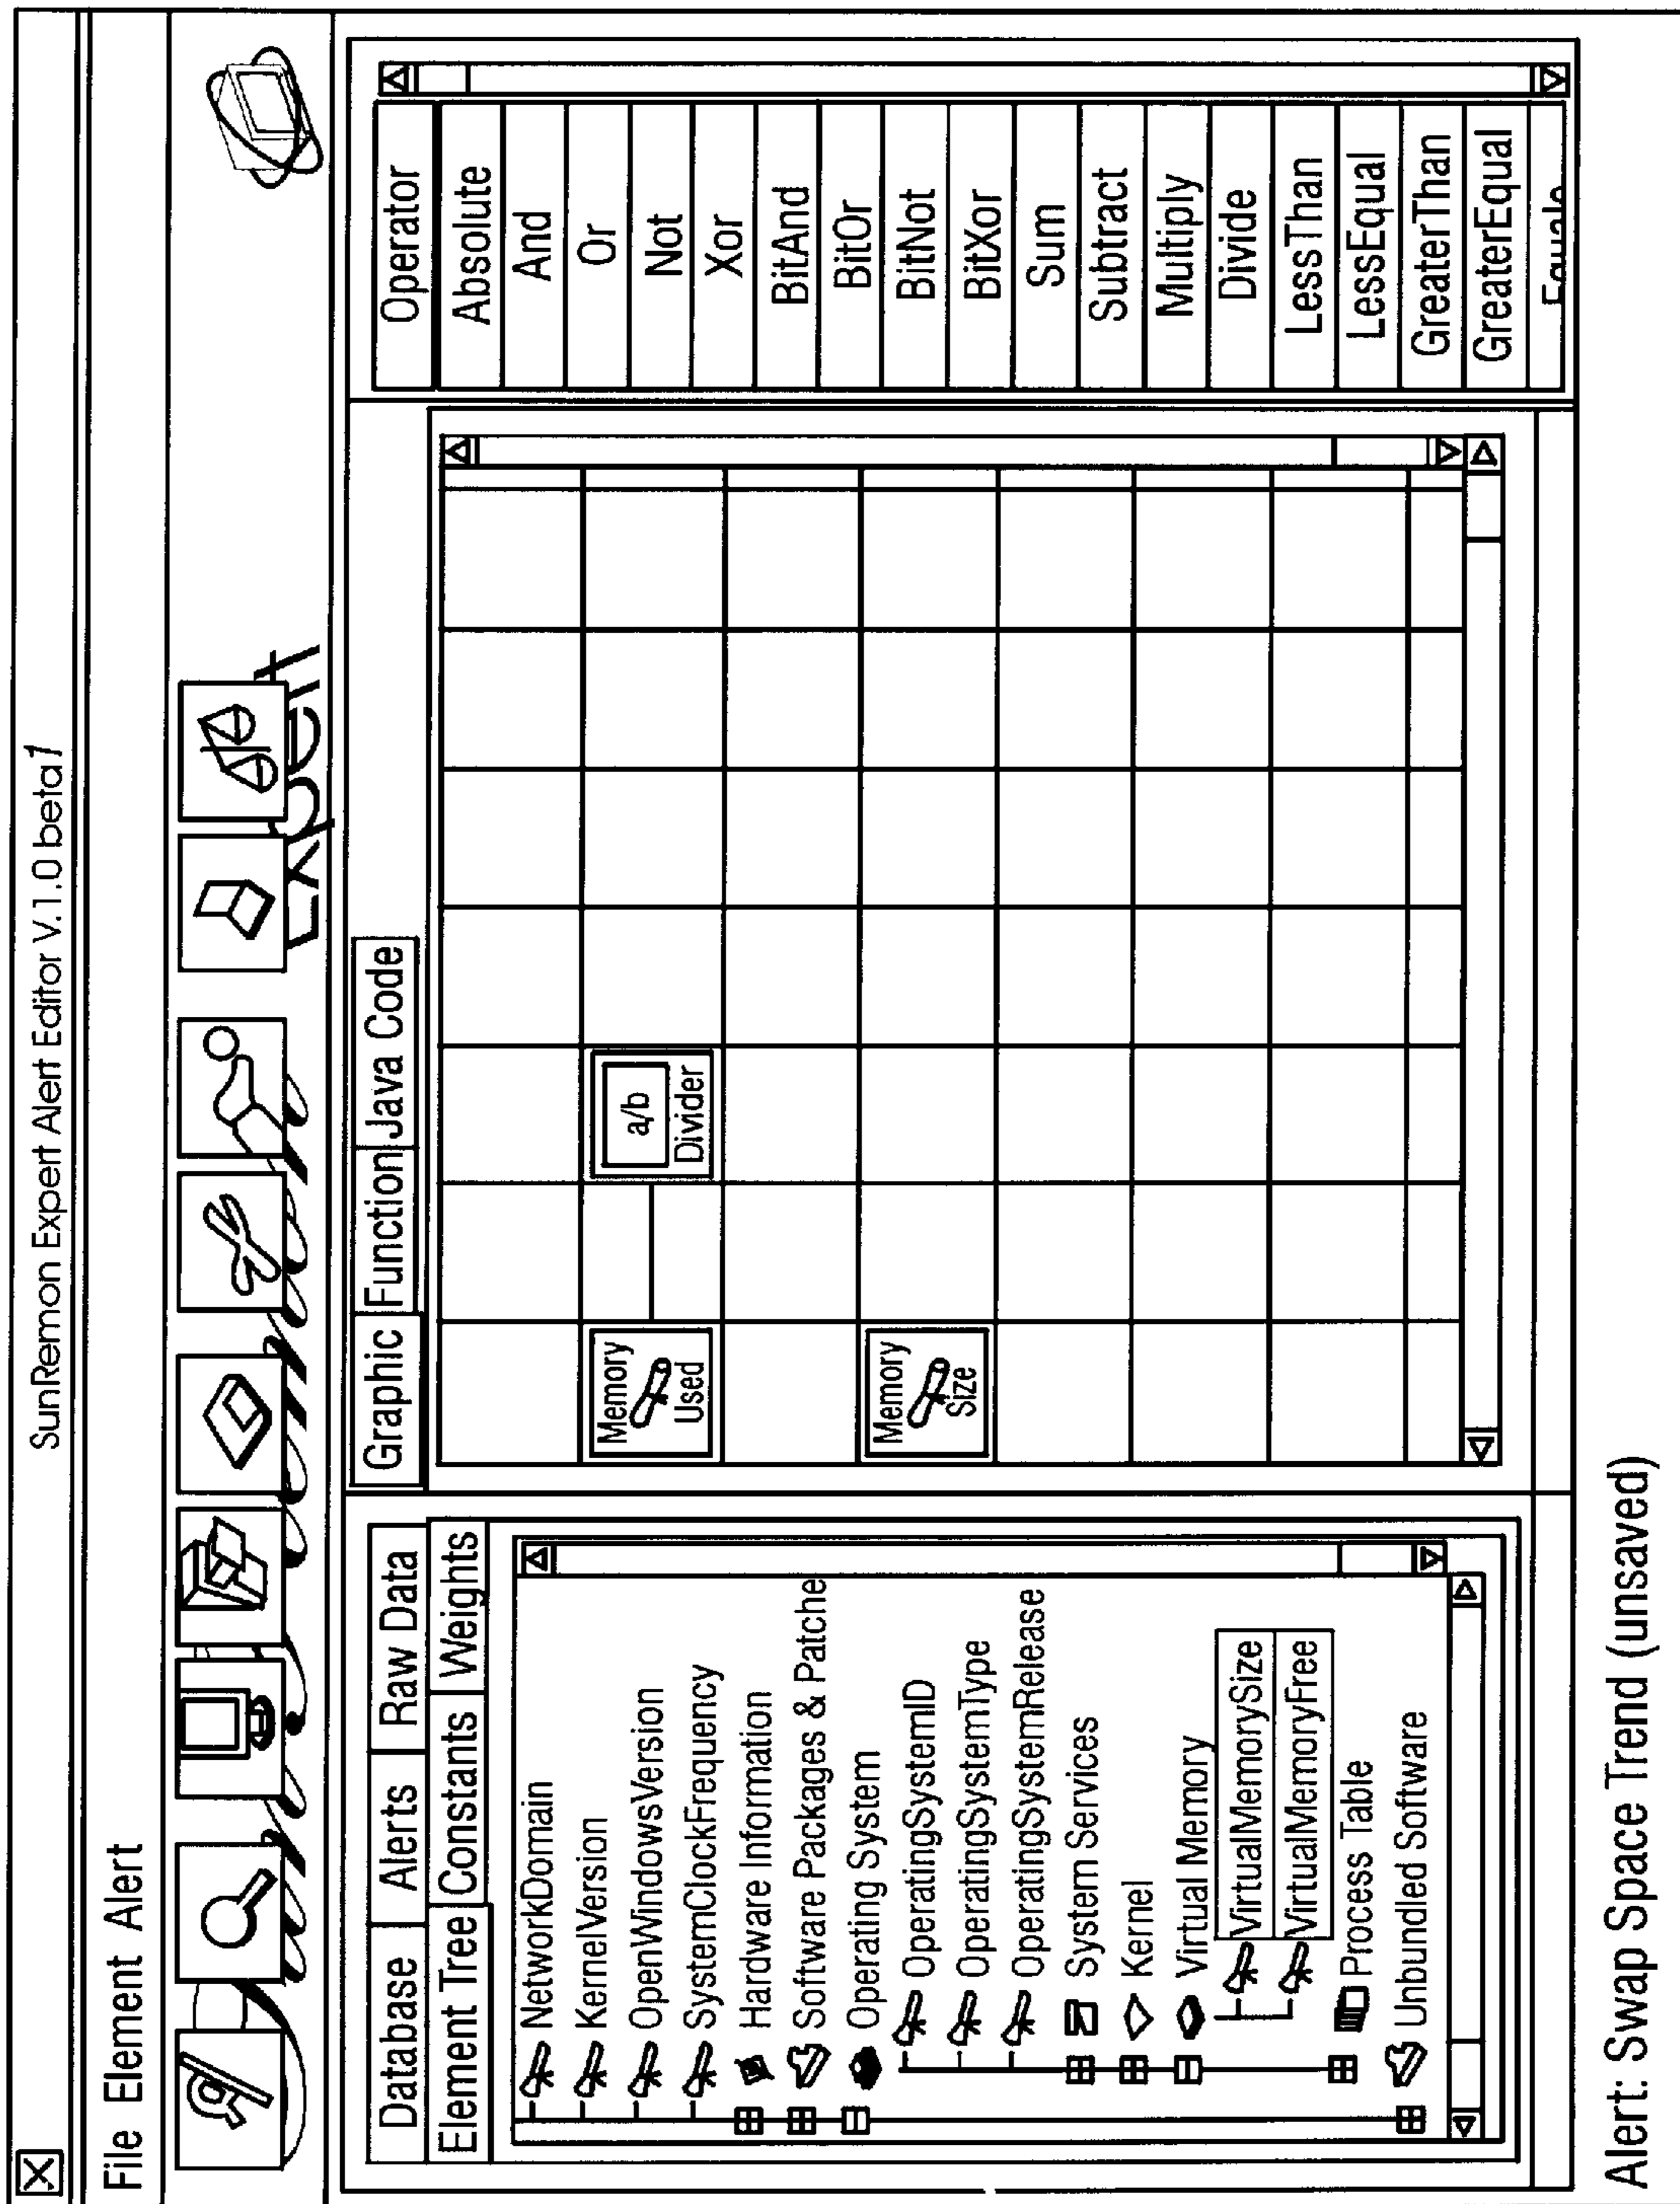 SunRemon Expert Alert Editor V.1.0 beta1
File Element Alert
Database
Alerts
Raw Data
Element Tree
Constants
Weights
NetworkDomain
KernelVersion
OpenWindowsVersion
SystemClockFrequency
Hardware Information
Software Packages & Patche
Operating System
OperatingSystemID
OperatingSystemType
OperatingSystemRelease
System Services
Kernel
Virtual Memory
VirtualMemorySize
VirtualMemoryFree
Process Table
Unbundled Software
Graphic
Function
Java Code
Memory
Used
a/b
Divider
Memory
Size
Operator
Absolute
And
Or
Not
Xor
BitAnd
BitOr
BitNot
BitXor
Sum
Subtract
Multiply
Divide
LessThan
LessEqual
GreaterThan
GreaterEqual
Equals
Alert: Swap Space Trend (unsaved)